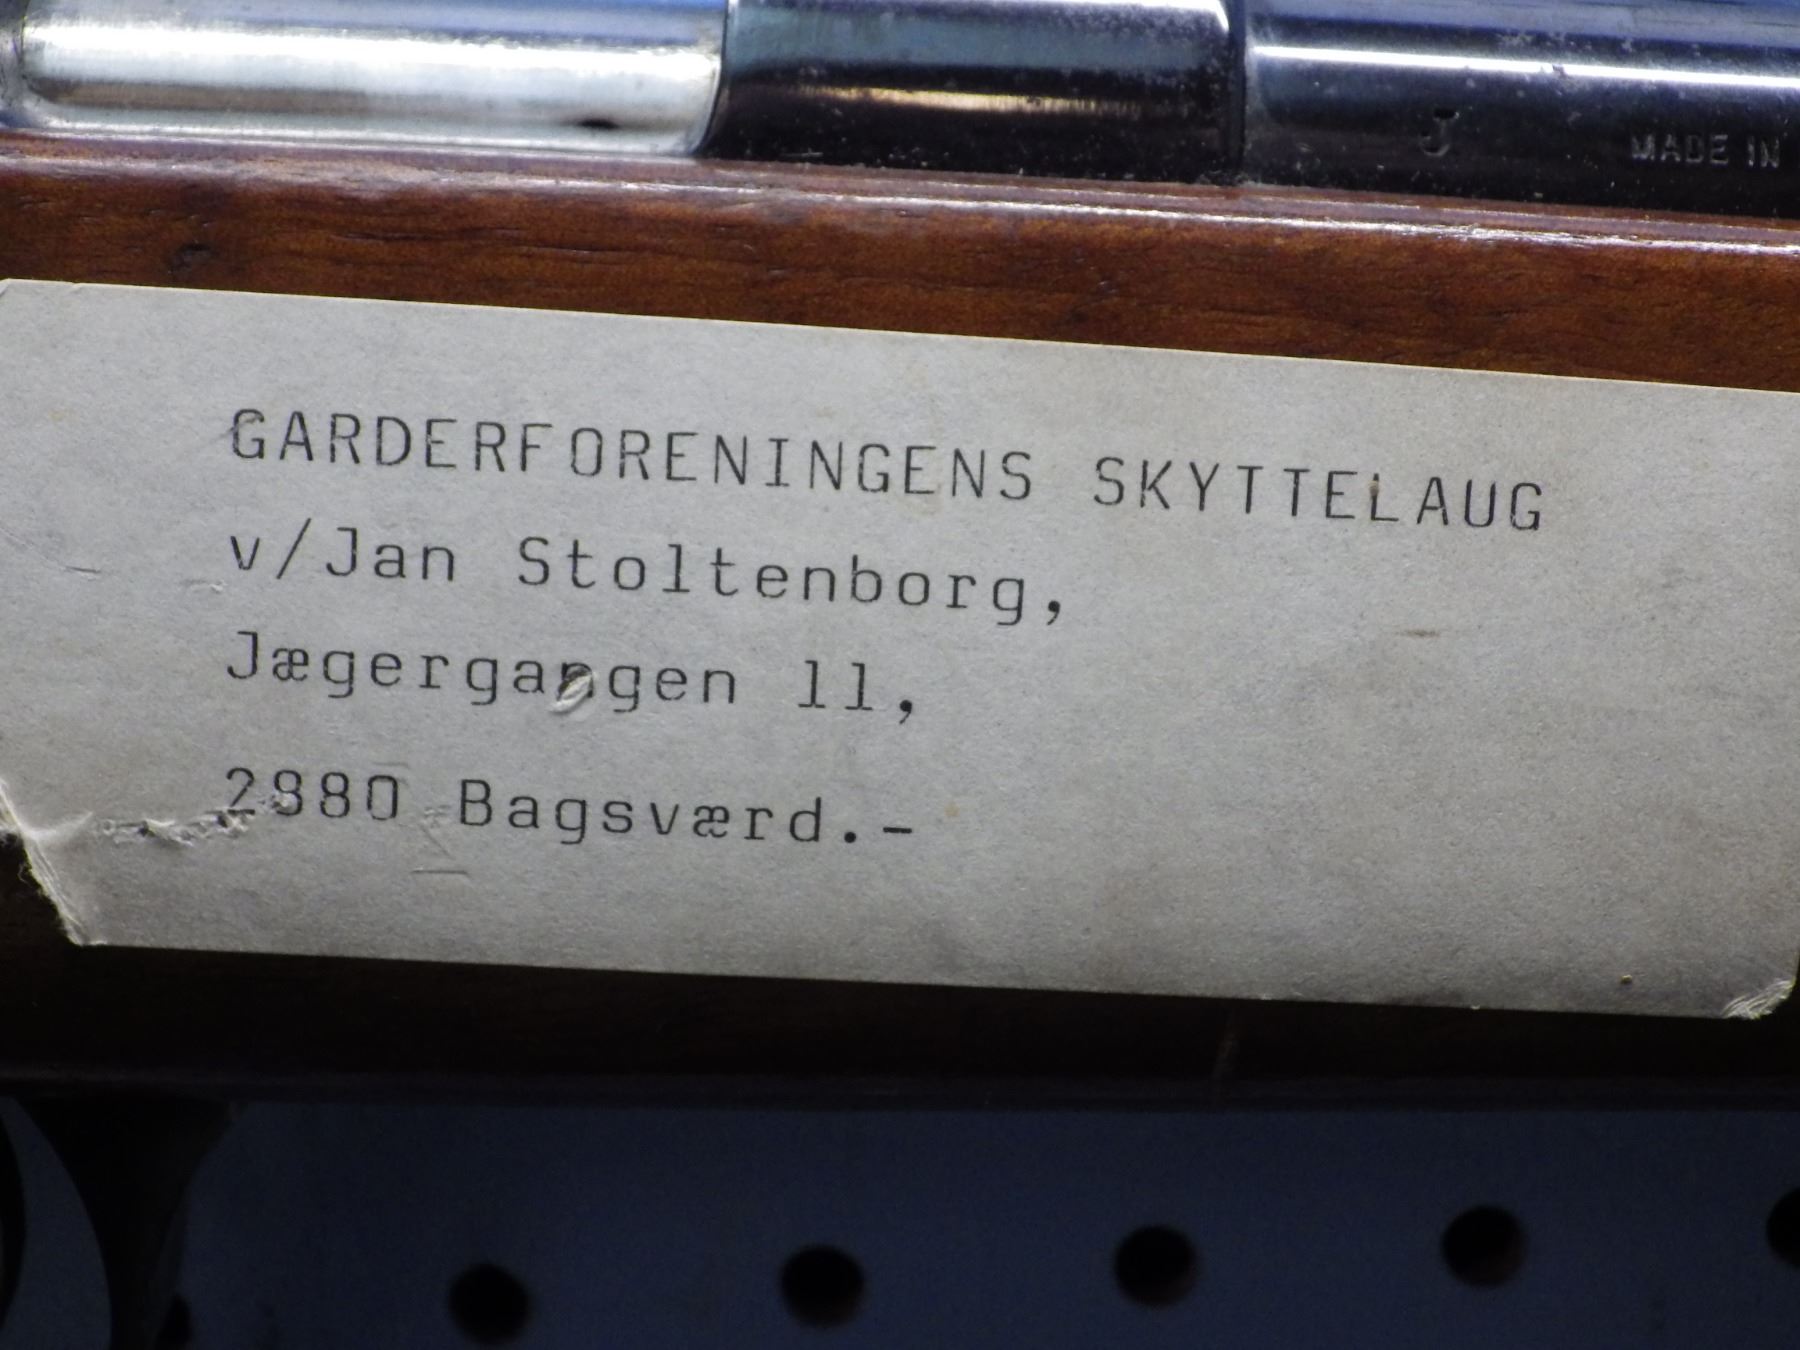 J
MADE IN
GARDERFORENINGENS SKYTTELAUG
v/Jan Stoltenborg,
Jægergangen 11,
2880 Bagsværd.-